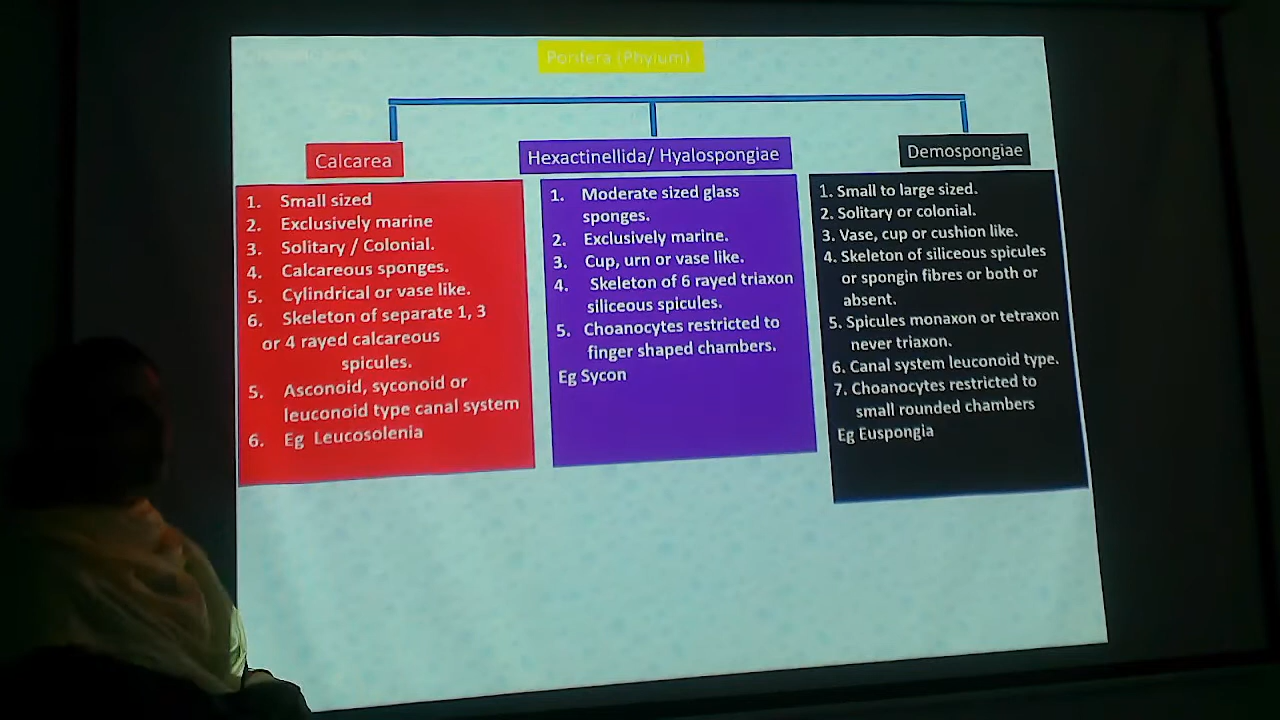 Porifera (Phylum)
Calcarea
1. Small sized
2. Exclusively marine
3. Solitary / Colonial.
4. Calcareous sponges.
5. Cylindrical or vase like.
6. Skeleton of separate 1, 3
or 4 rayed calcareous
spicules.
5. Asconoid, syconoid or
leuconoid type canal system
6. Eg Leucosolenia
Hexactinellida/ Hyalospongiae
1. Moderate sized glass
sponges.
2. Exclusively marine.
3. Cup, urn or vase like.
4. Skeleton of 6 rayed triaxon
siliceous spicules.
5. Choanocytes restricted to
finger shaped chambers.
Eg Sycon
Demospongiae
1. Small to large sized.
2. Solitary or colonial.
3. Vase, cup or cushion like.
4. Skeleton of siliceous spicules
or spongin fibres or both or
absent.
5. Spicules monaxon or tetraxon
never triaxon.
6. Canal system leuconoid type.
7. Choanocytes restricted to
small rounded chambers
Eg Euspongia